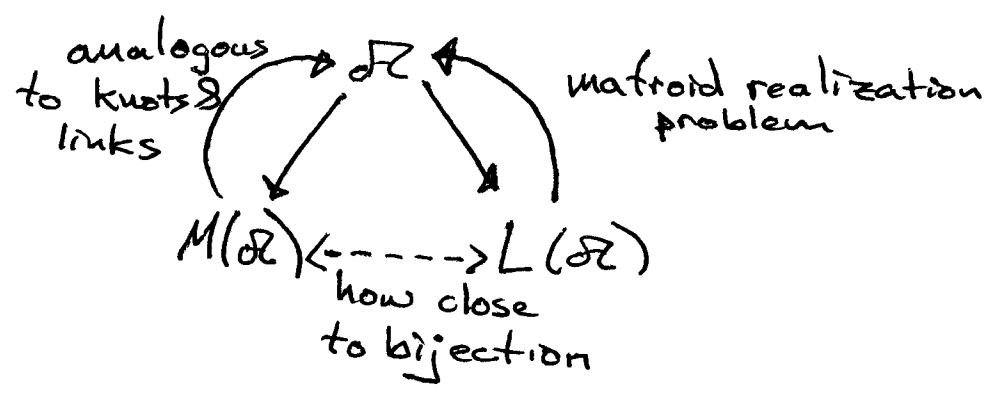 analogous
to knots &
links
𝒜
matroid realization
problem
M(𝒜) <-----> L(𝒜)
how close
to bijection